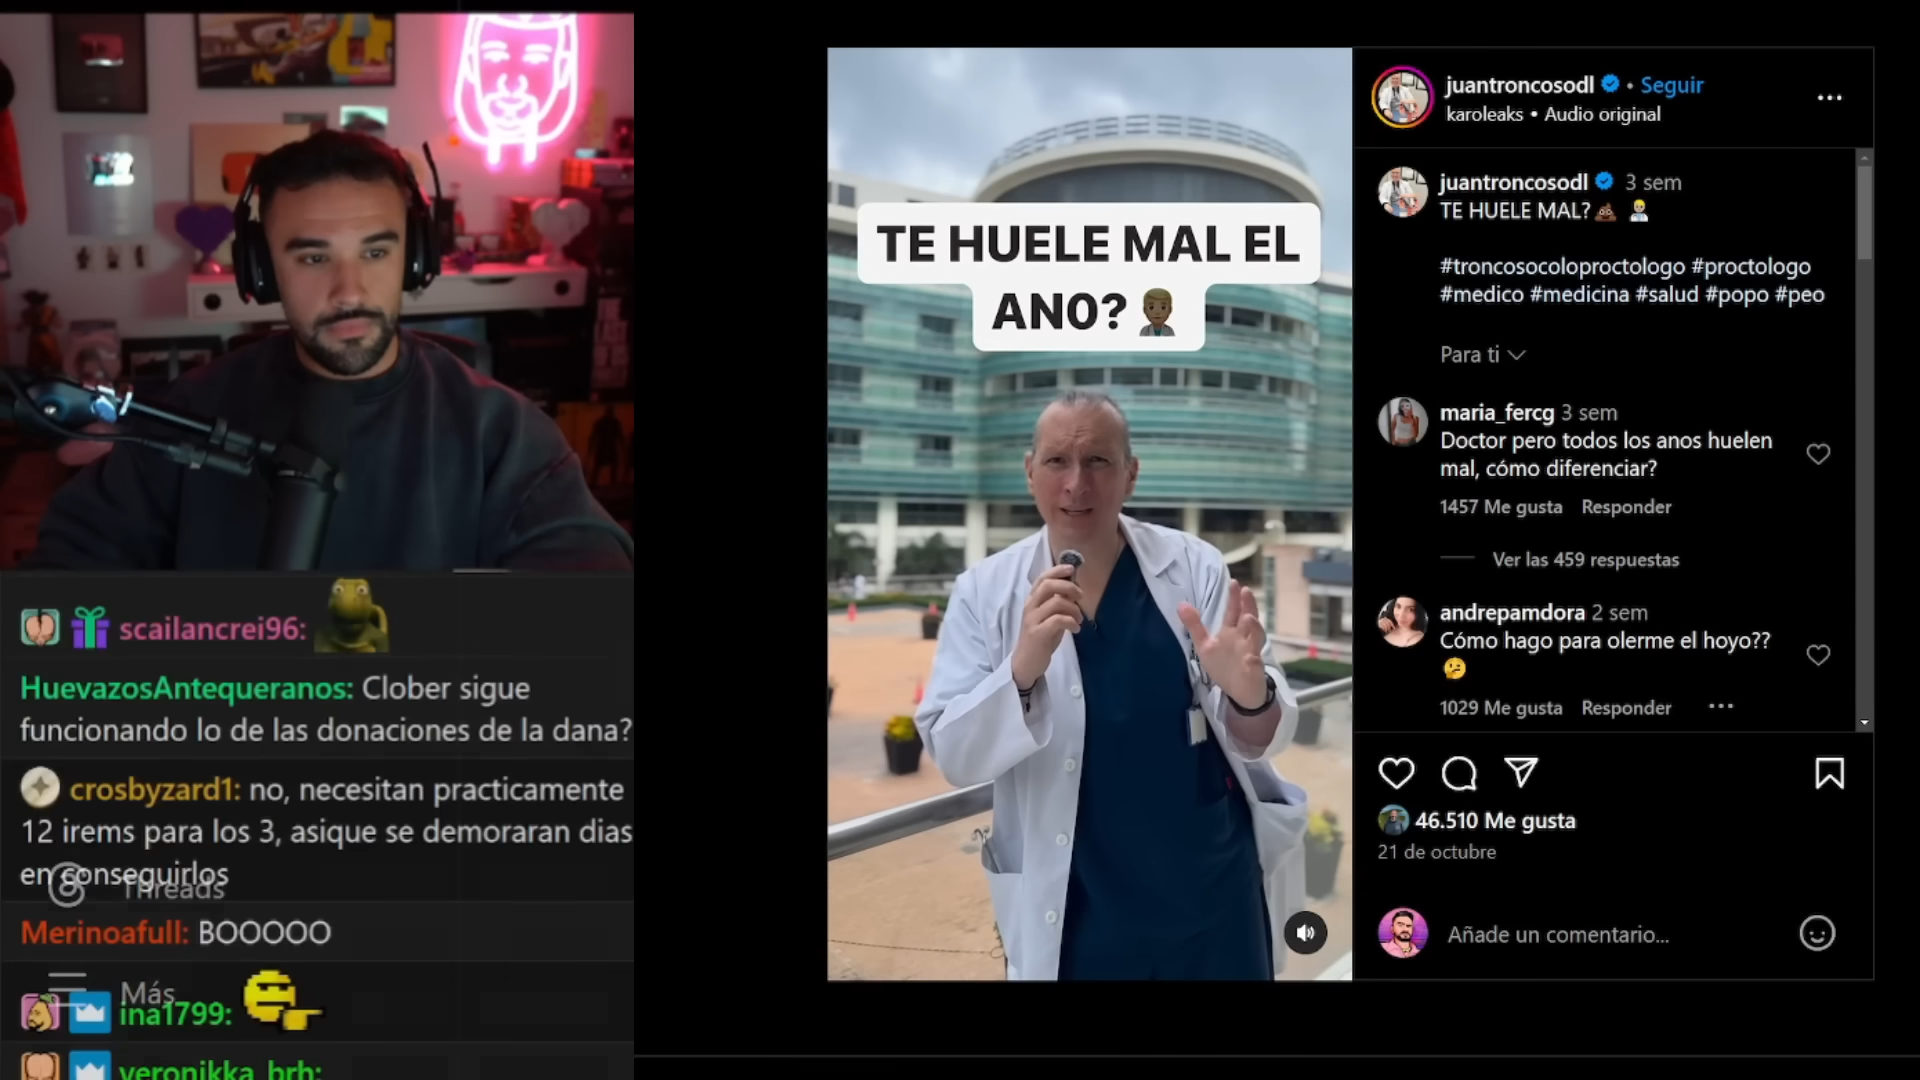 scailancrei96:
HuevazosAntequeranos: Clober sigue
funcionando lo de las donaciones de la dana?
crosbyzard1: no, necesitan practicamente
12 irems para los 3, asique se demoraran dias
en conseguirlos
Threads
Merinoafull: BOOOOO
Más
ina1799:
veronikka_brh:
TE HUELE MAL EL
AN0?
juantroncosodl • Seguir
karoleaks • Audio original
juantroncosodl 3 sem
TE HUELE MAL?💩 👨🏼‍⚕️
#troncosocoloproctologo #proctologo
#medico #medicina #salud #popo #peo
Para ti
maria_fercg 3 sem
Doctor pero todos los anos huelen
mal, cómo diferenciar?
1457 Me gusta Responder
Ver las 459 respuestas
andrepamdora 2 sem
Cómo hago para olerme el hoyo??
🤔
1029 Me gusta Responder
46.510 Me gusta
21 de octubre
Añade un comentario...